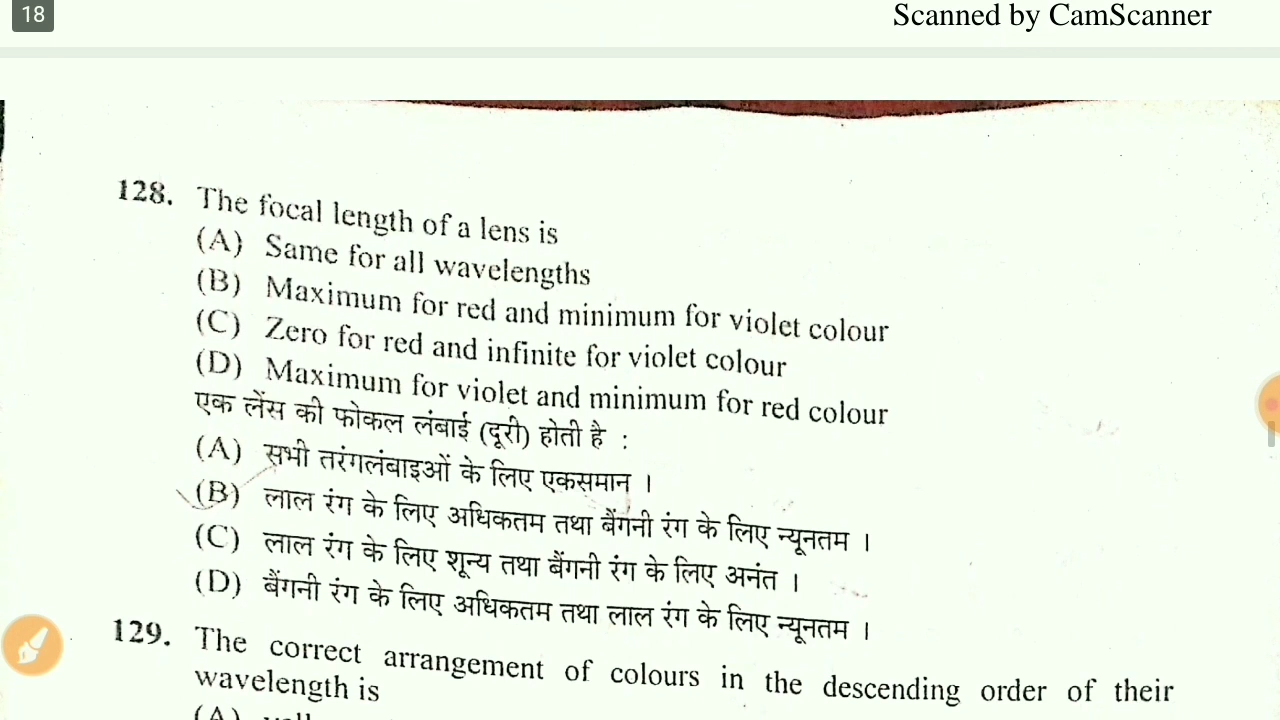 18
Scanned by CamScanner
128. The focal length of a lens is
(A) Same for all wavelengths
(B) Maximum for red and minimum for violet colour
(C) Zero for red and infinite for violet colour
(D) Maximum for violet and minimum for red colour
एक लेंस की फोकल लंबाई (दूरी) होती है :
(A) सभी तरंगलंबाइओं के लिए एकसमान ।
(B) लाल रंग के लिए अधिकतम तथा बैंगनी रंग के लिए न्यूनतम ।
(C) लाल रंग के लिए शून्य तथा बैंगनी रंग के लिए अनंत ।
(D) बैंगनी रंग के लिए अधिकतम तथा लाल रंग के लिए न्यूनतम ।
129. The correct arrangement of colours in the descending order of their
wavelength is
(A)